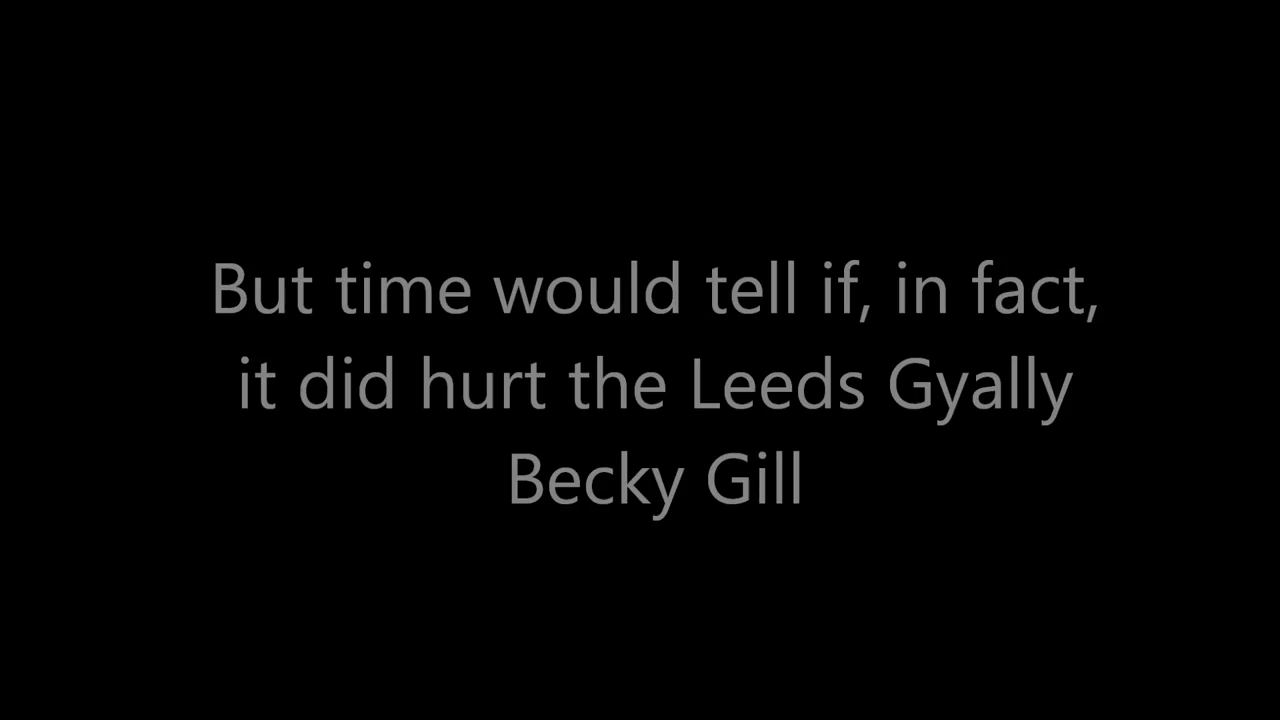 But time would tell if, in fact,
it did hurt the Leeds Gyally
Becky Gill